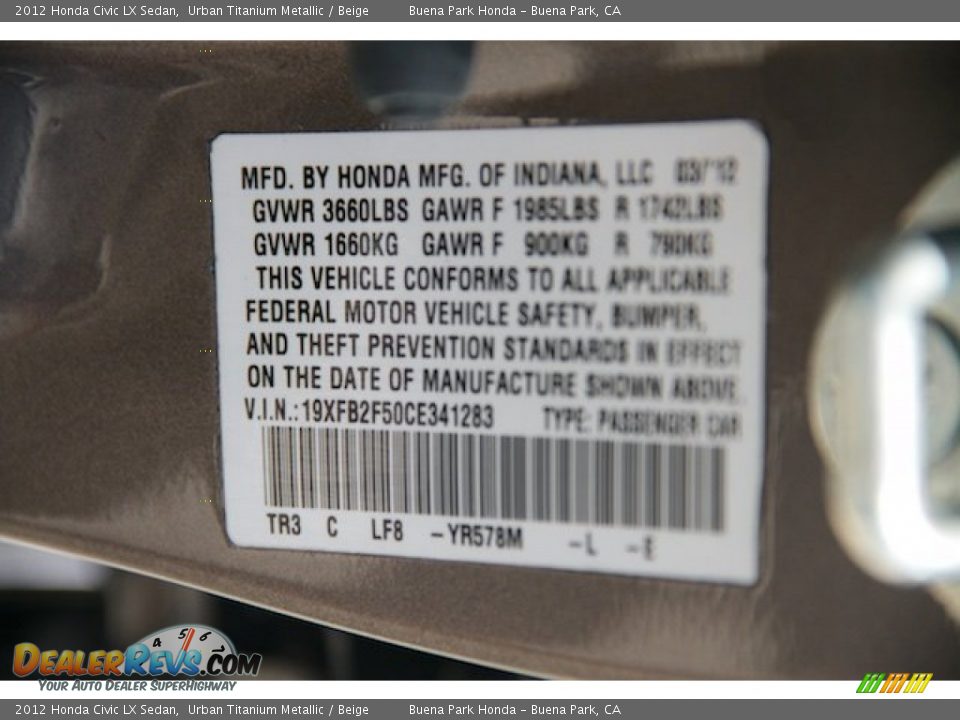 2012 Honda Civic LX Sedan,  Urban Titanium Metallic / Beige          Buena Park Honda – Buena Park, CA
MFD. BY HONDA MFG. OF INDIANA, LLC 03/'12
GVWR 3660LBS GAWR F 1985LBS R 1742LBS
GVWR 1660KG GAWR F 900KG R 790KG
THIS VEHICLE CONFORMS TO ALL APPLICABLE
FEDERAL MOTOR VEHICLE SAFETY, BUMPER,
AND THEFT PREVENTION STANDARDS IN EFFECT
ON THE DATE OF MANUFACTURE SHOWN ABOVE.
V.I.N.:19XFB2F50CE341283 TYPE: PASSENGER CAR
TR3 C LF8 –YR578M –L –E
4 5 6
DEALERREVS.COM
YOUR AUTO DEALER SUPERHIGHWAY
2012 Honda Civic LX Sedan,  Urban Titanium Metallic / Beige          Buena Park Honda – Buena Park, CA